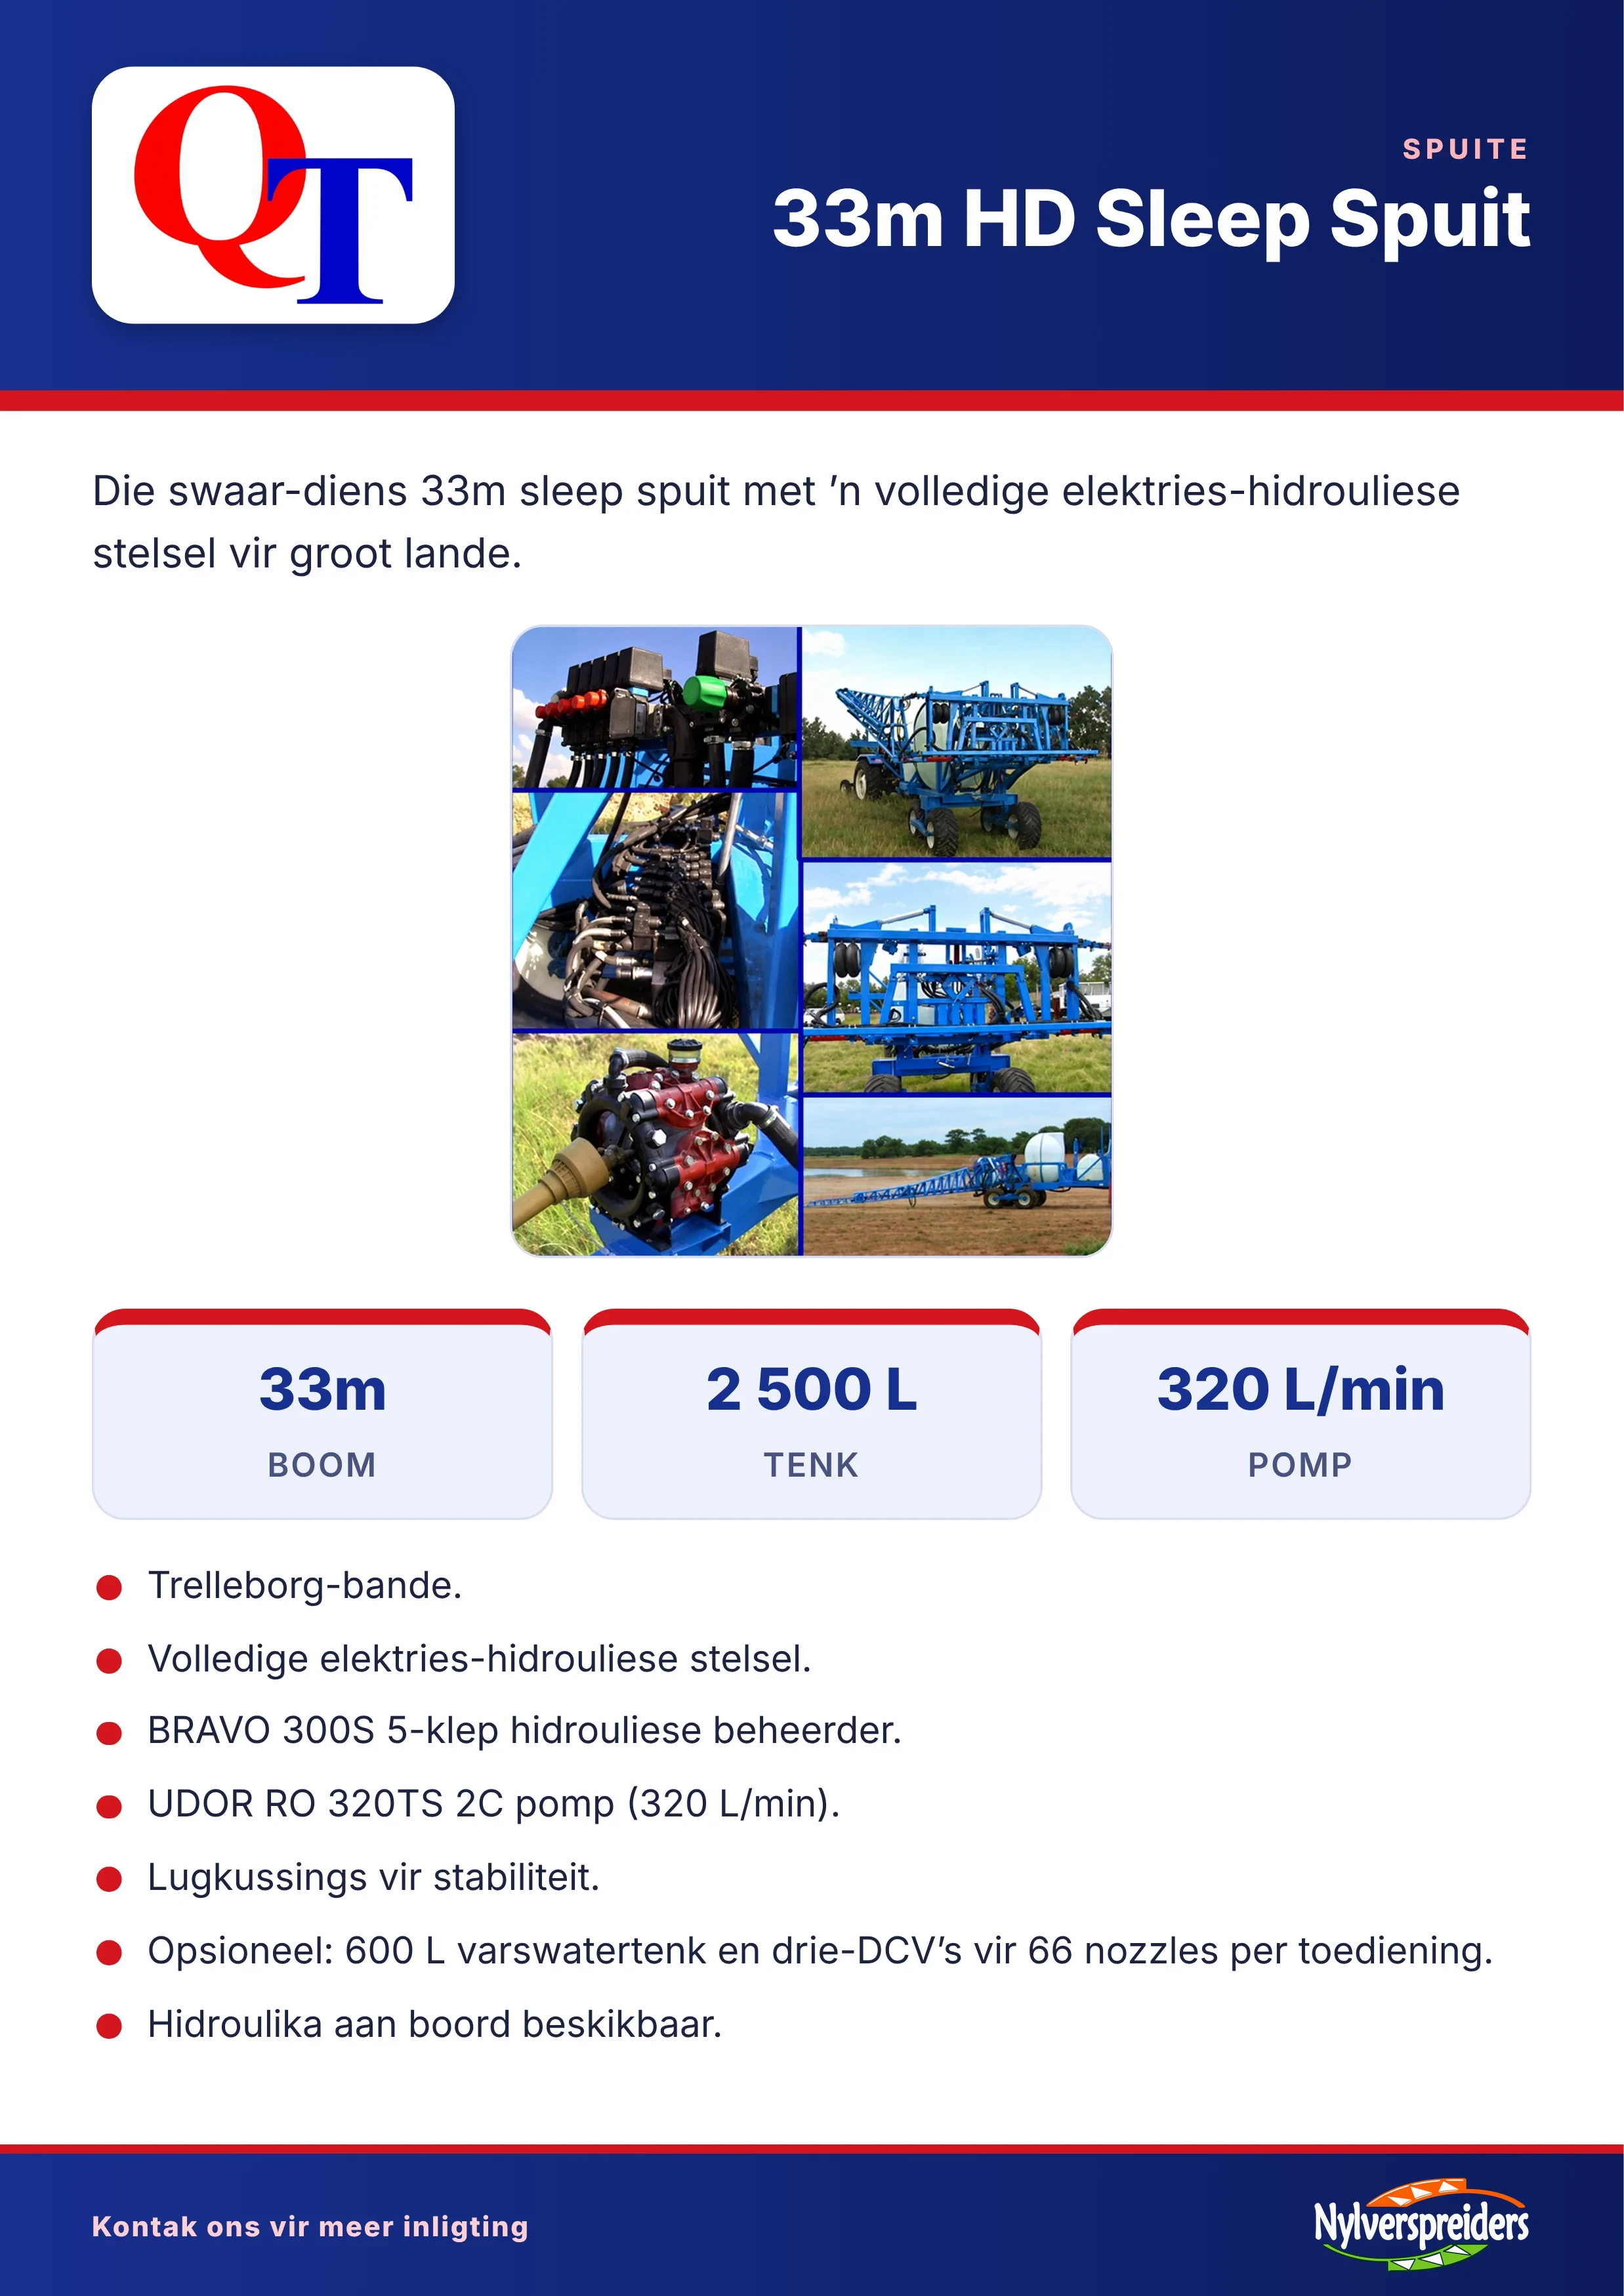 QT
SPUITE
33m HD Sleep Spuit
Die swaar-diens 33m sleep spuit met ’n volledige elektries-hidrouliese
stelsel vir groot lande.
33m
BOOM
2 500 L
TENK
320 L/min
POMP
Trelleborg-bande.
Volledige elektries-hidrouliese stelsel.
BRAVO 300S 5-klep hidrouliese beheerder.
UDOR RO 320TS 2C pomp (320 L/min).
Lugkussings vir stabiliteit.
Opsioneel: 600 L varswatertenk en drie-DCV’s vir 66 nozzles per toediening.
Hidroulika aan boord beskikbaar.
Kontak ons vir meer inligting
Nylverspreiders